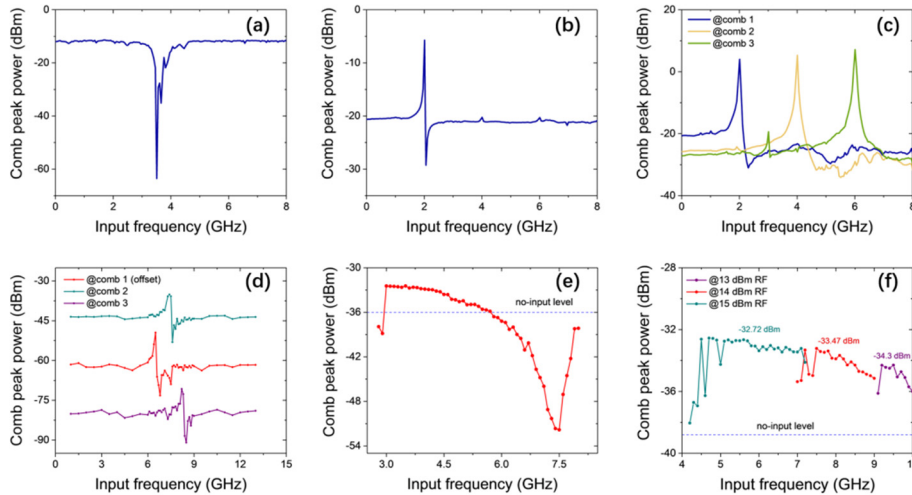 (a)
Comb peak power (dBm)
0
-20
-40
-60
0 2 4 6 8
Input frequency (GHz)
(b)
Comb peak power (dBm)
0
-10
-20
-30
-40
0 2 4 6 8
Input frequency (GHz)
(c)
@comb 1
@comb 2
@comb 3
Comb peak power (dBm)
20
0
-20
-40
0 2 4 6 8
Input frequency (GHz)
(d)
@comb 1 (offset)
@comb 2
@comb 3
Comb peak power (dBm)
-30
-45
-60
-75
-90
0 3 6 9 12 15
Input frequency (GHz)
(e)
no-input level
Comb peak power (dBm)
-30
-36
-42
-48
-54
3.0 4.5 6.0 7.5
Input frequency (GHz)
(f)
@13 dBm RF
@14 dBm RF
@15 dBm RF
-32.72 dBm
-33.47 dBm
-34.3 dBm
no-input level
Comb peak power (dBm)
-28
-32
-36
-40
4 5 6 7 8 9 10
Input frequency (GHz)